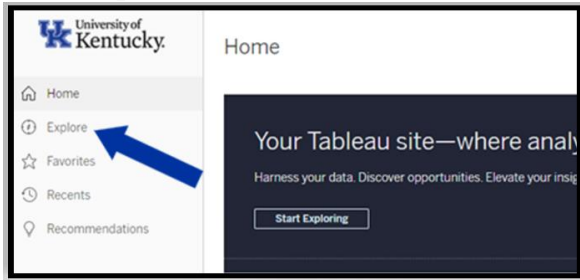 University of
Kentucky.
Home
Home
Explore
Favorites
Recents
Recommendations
Your Tableau site—where analy
Harness your data. Discover opportunities. Elevate your insig
Start Exploring